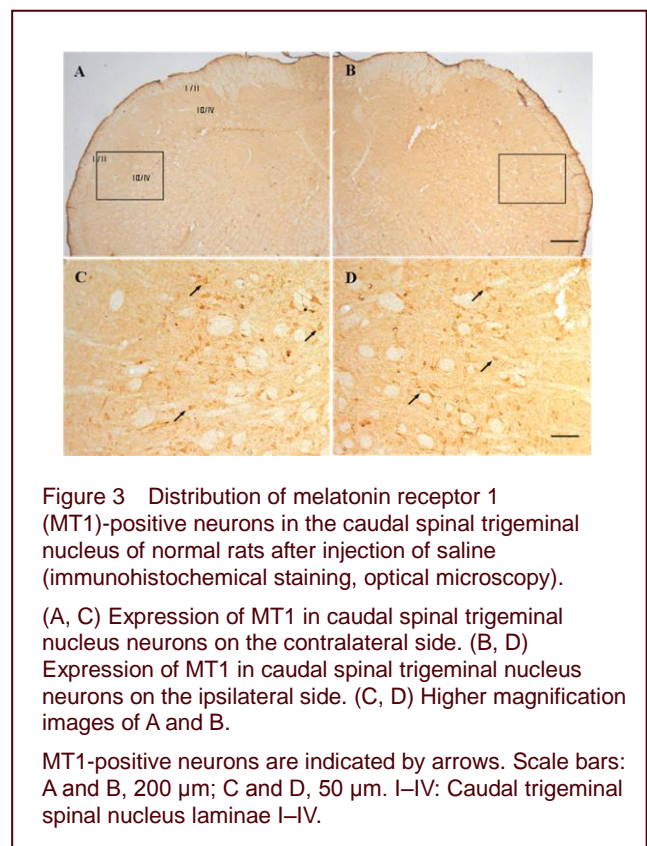 A
B
I/II
III/IV
I/II
III/IV
C
D
Figure 3 Distribution of melatonin receptor 1
(MT1)-positive neurons in the caudal spinal trigeminal
nucleus of normal rats after injection of saline
(immunohistochemical staining, optical microscopy).
(A, C) Expression of MT1 in caudal spinal trigeminal
nucleus neurons on the contralateral side. (B, D)
Expression of MT1 in caudal spinal trigeminal nucleus
neurons on the ipsilateral side. (C, D) Higher magnification
images of A and B.
MT1-positive neurons are indicated by arrows. Scale bars:
A and B, 200 μm; C and D, 50 μm. I–IV: Caudal trigeminal
spinal nucleus laminae I–IV.